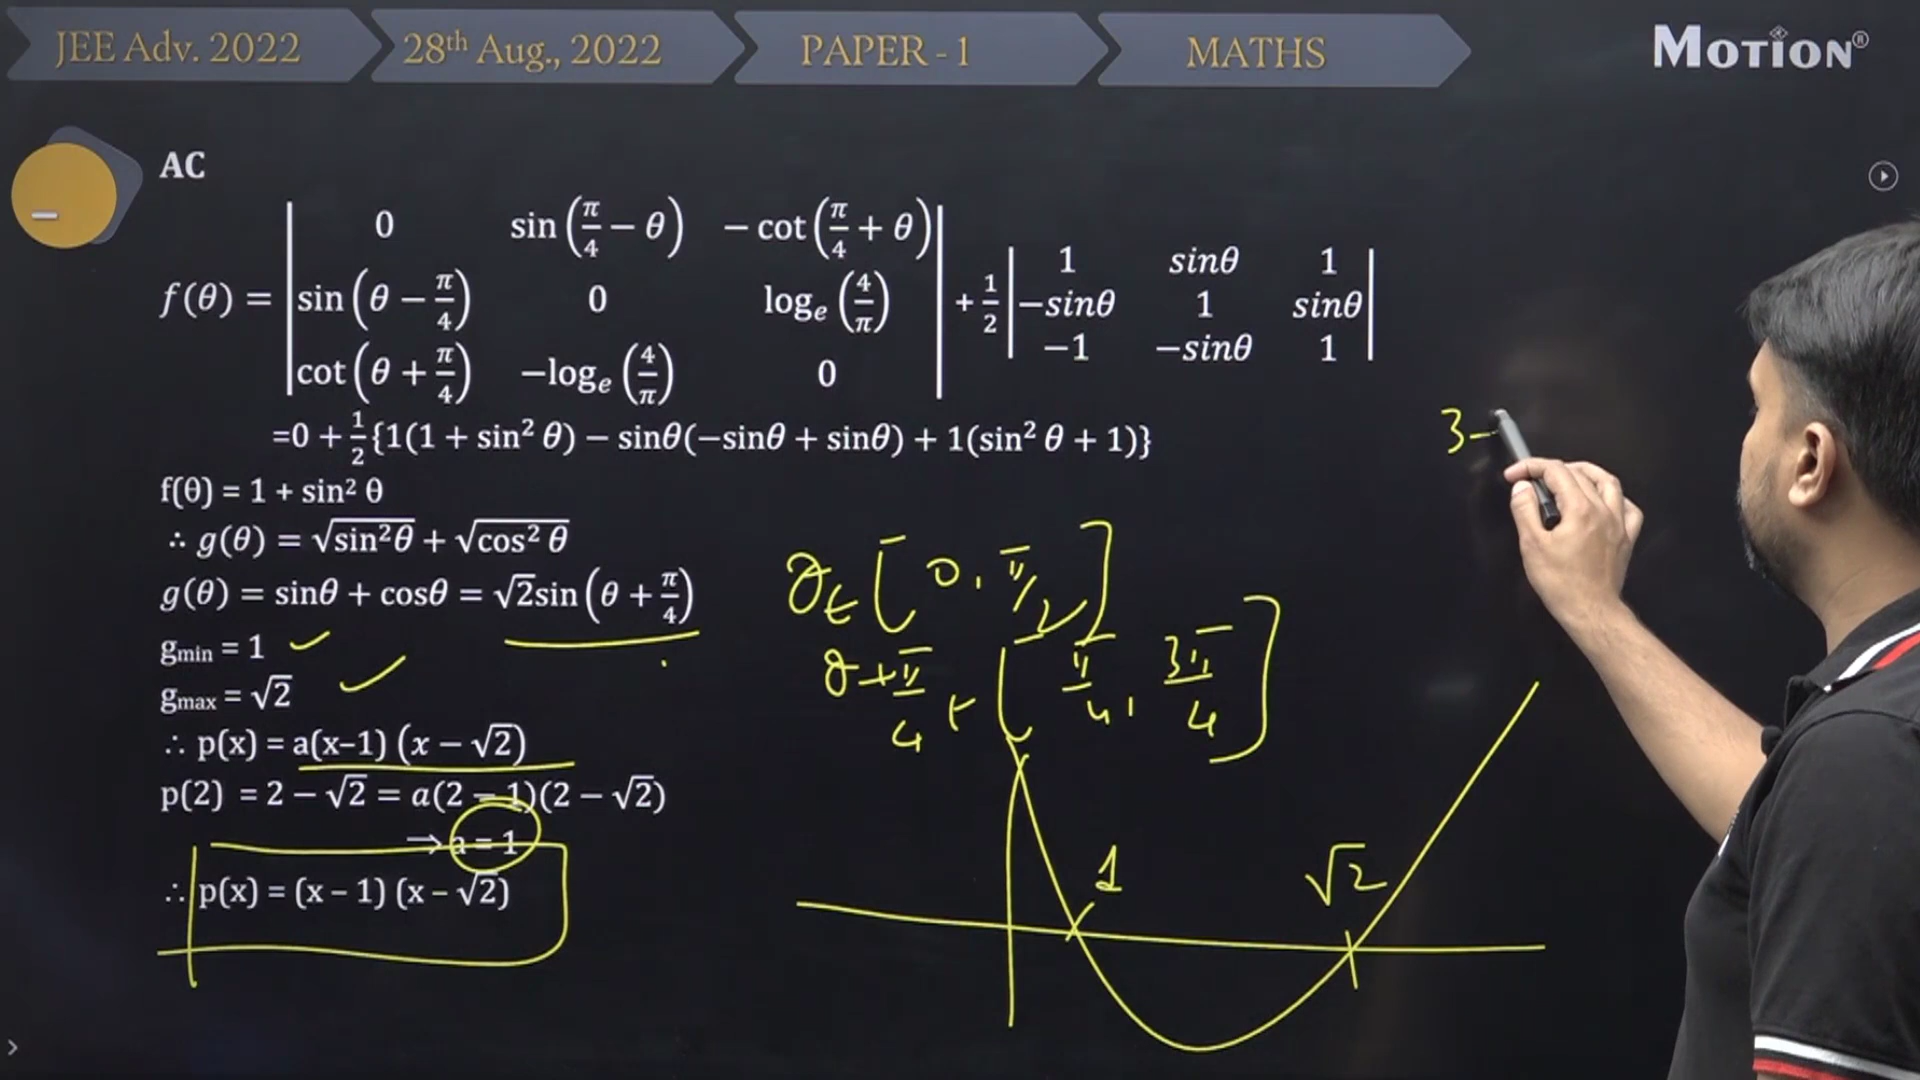 JEE Adv. 2022 28th Aug., 2022 PAPER - 1 MATHS MOTION®
AC
f(θ) = | 0 sin(π/4 − θ) − cot(π/4 + θ) | + 1/2 | 1 sinθ 1 |
| sin(θ − π/4) 0 logₑ(4/π) | | −sinθ 1 sinθ |
| cot(θ + π/4) −logₑ(4/π) 0 | | −1 −sinθ 1 |
=0 + 1/2{1(1 + sin² θ) − sinθ(−sinθ + sinθ) + 1(sin² θ + 1)}
3-
f(θ) = 1 + sin² θ
∴ g(θ) = √sin²θ + √cos² θ
θ ∈ [0, π/2]
g(θ) = sinθ + cosθ = √2sin(θ + π/4)
gmin = 1
θ + π/4 ∈ [π/4, 3π/4]
gmax = √2
∴ p(x) = a(x−1) (x − √2)
p(2) = 2 − √2 = a(2 − 1)(2 − √2)
⇒ a = 1
1 √2
∴ p(x) = (x − 1) (x − √2)